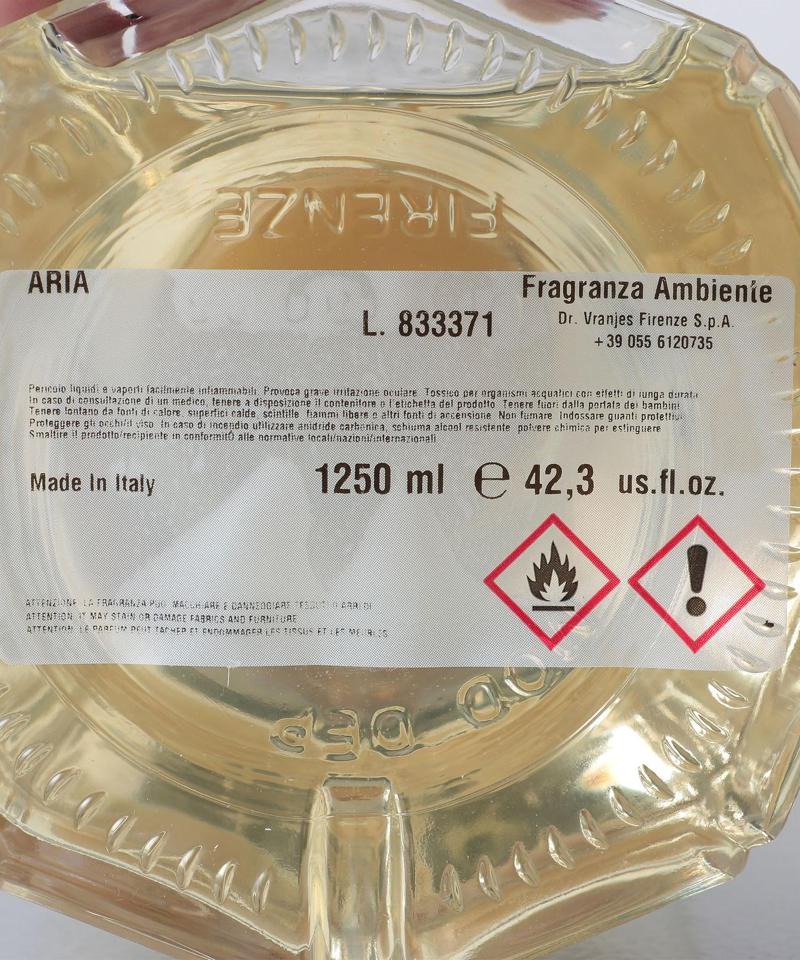 FIRENZE
ARIA
Fragranza Ambiente
L. 833371
Dr. Vranjes Firenze S.p.A.
+39 055 6120735
Pericolo liquidi e vapori facilmente infiammabili. Provoca grave irritazione oculare. Tossico per organismi acquatici con effetti di lunga durata
In caso di consultazione di un medico, tenere a disposizione il contenitore o l'etichetta del prodotto. Tenere fuori dalla portata dei bambini
Tenere lontano da fonti di calore, superfici calde, scintille, fiammi libere o altri fonti di accensione. Non fumare. Indossare guanti protettivi
Proteggere gli occhi/il viso. In caso di incendio utilizzare anidride carbonica, schiuma alcool resistente, polvere chimica per estinguere
Smaltire il prodotto/recipiente in conformitÓ alle normative locali/nazioni/internazionali
Made In Italy
1250 ml ℮ 42,3 us.fl.oz.
ATTENZIONE: LA FRAGRANZA PUO' MACCHIARE E DANNEGGIARE TESSUTI O ARREDI
ATTENTION: IT MAY STAIN OR DAMAGE FABRICS AND FURNITURE
ATTENTION: LE PARFUM PEUT TACHER ET ENDOMMAGER LES TISSUS ET LES MEUBLES
DEP